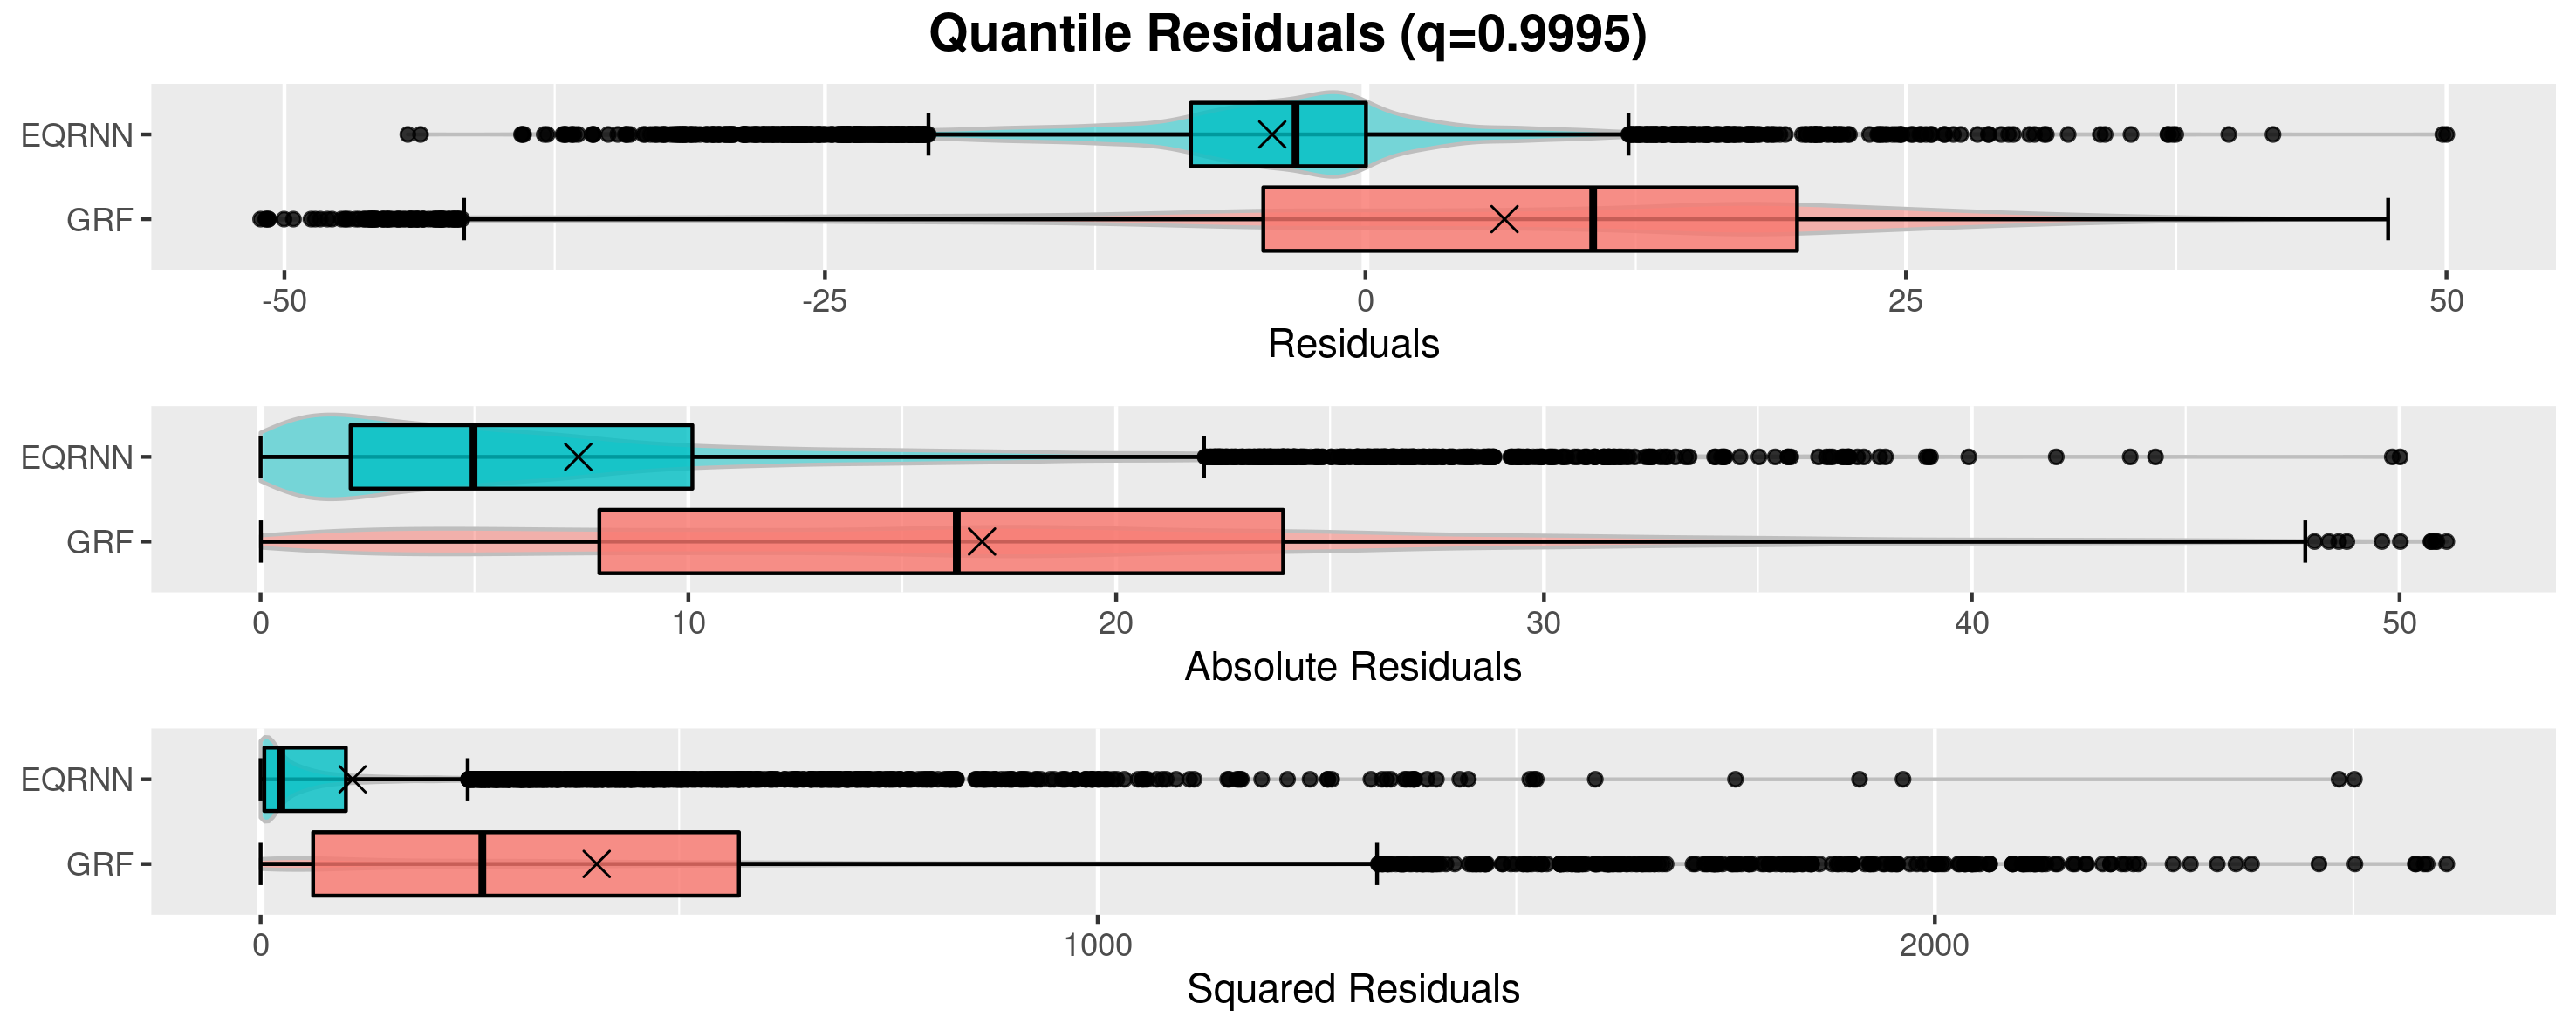 Quantile Residuals (q=0.9995)
EQRNN
GRF
-50 -25 0 25 50
Residuals
EQRNN
GRF
0 10 20 30 40 50
Absolute Residuals
EQRNN
GRF
0 1000 2000
Squared Residuals